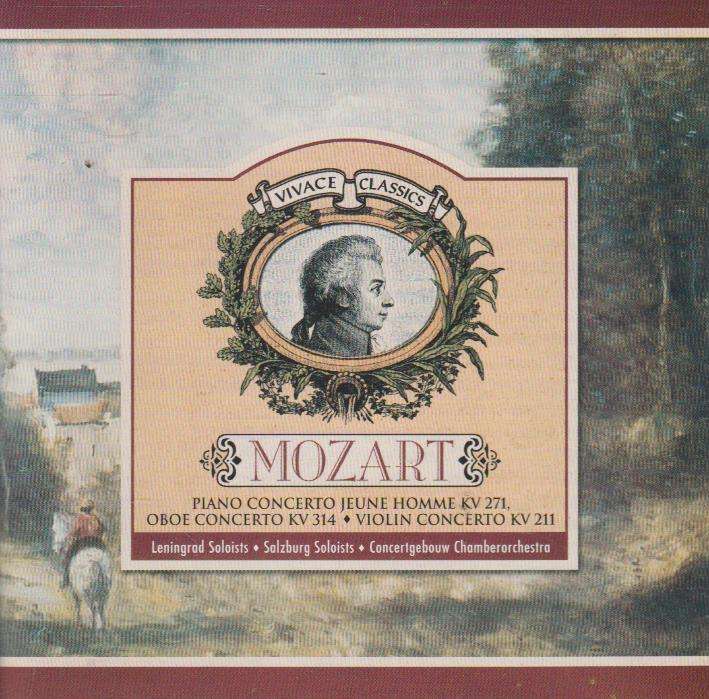 VIVACE CLASSICS
MOZART
PIANO CONCERTO JEUNE HOMME KV 271,
OBOE CONCERTO KV 314 ♦ VIOLIN CONCERTO KV 211
Leningrad Soloists ♦ Salzburg Soloists ♦ Concertgebouw Chamberorchestra